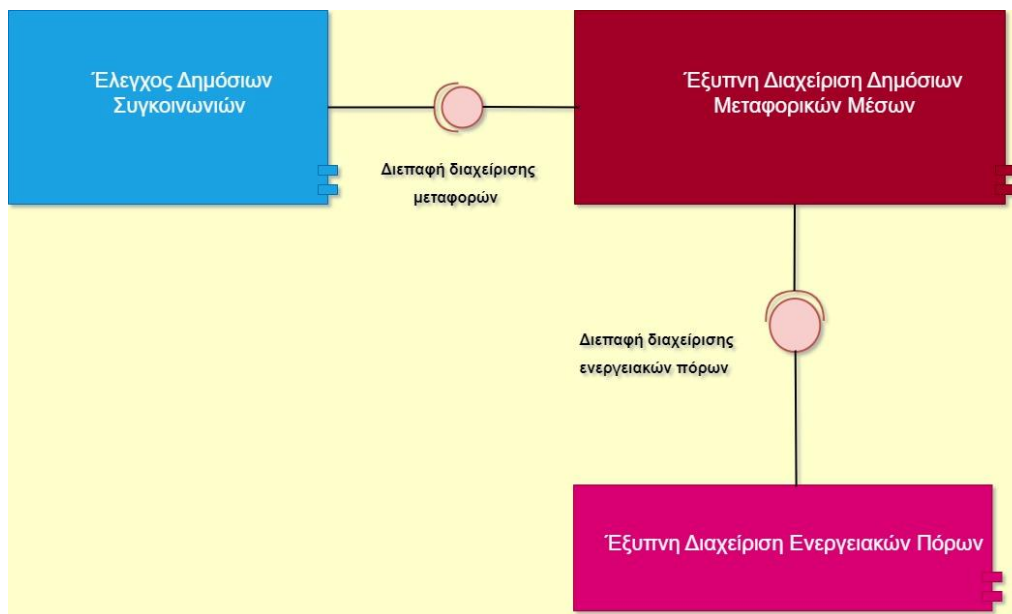 Έλεγχος Δημόσιων
Συγκοινωνιών
Έξυπνη Διαχείριση Δημόσιων
Μεταφορικών Μέσων
Διεπαφή διαχείρισης
μεταφορών
Διεπαφή διαχείρισης
ενεργειακών πόρων
Έξυπνη Διαχείριση Ενεργειακών Πόρων